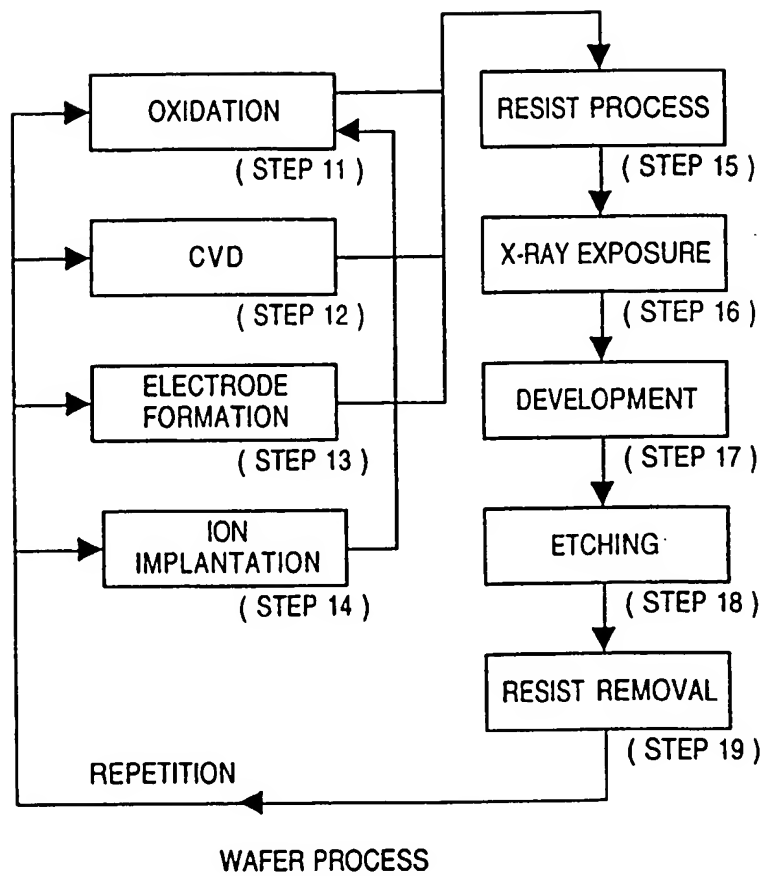 OXIDATION
( STEP 11 )
CVD
( STEP 12 )
ELECTRODE
FORMATION
( STEP 13 )
ION
IMPLANTATION
( STEP 14 )
RESIST PROCESS
( STEP 15 )
X-RAY EXPOSURE
( STEP 16 )
DEVELOPMENT
( STEP 17 )
ETCHING
( STEP 18 )
RESIST REMOVAL
( STEP 19 )
REPETITION
WAFER PROCESS